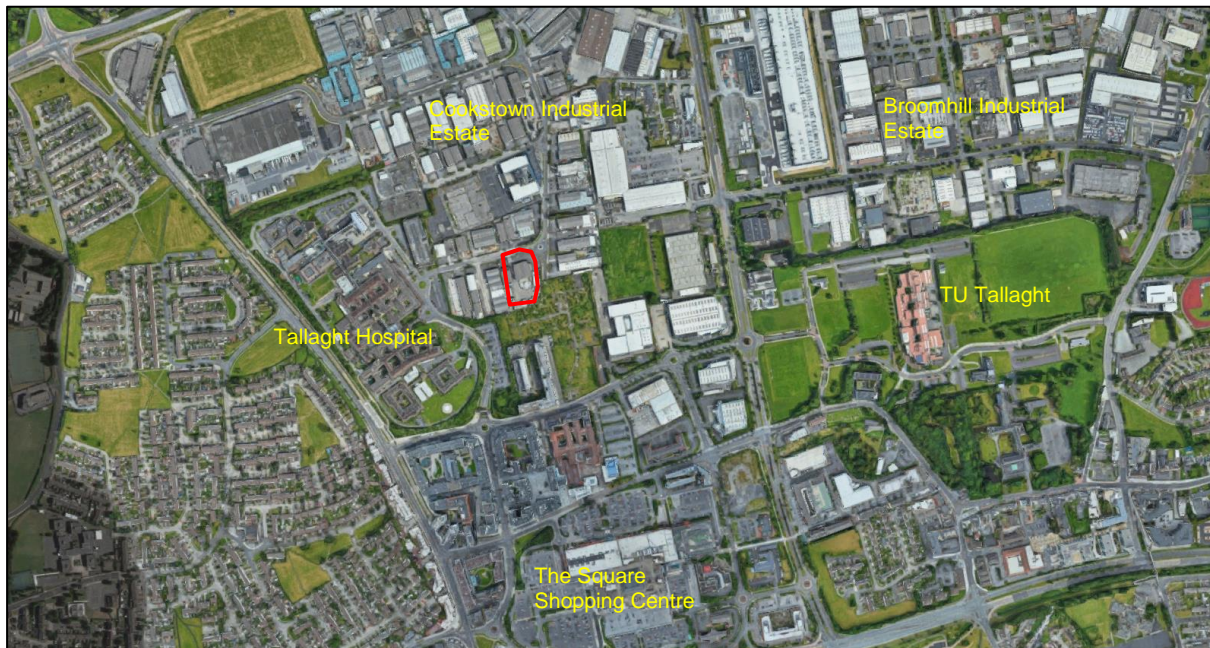 Cookstown Industrial
Estate
Broomhill Industrial
Estate
TU Tallaght
Tallaght Hospital
The Square
Shopping Centre